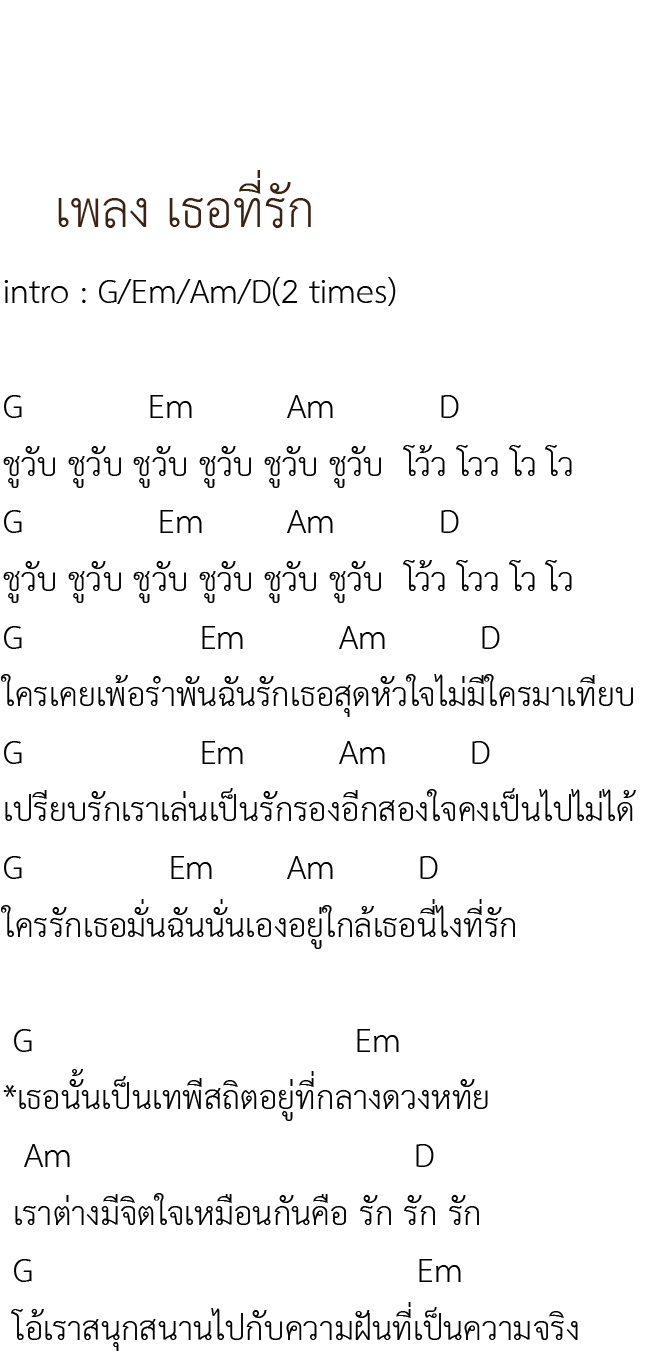 เพลง เธอที่รัก
intro : G/Em/Am/D(2 times)
G Em Am D
ชูวับ ชูวับ ชูวับ ชูวับ ชูวับ ชูวับ โว้ว โวว โว โว
G Em Am D
ชูวับ ชูวับ ชูวับ ชูวับ ชูวับ ชูวับ โว้ว โวว โว โว
G Em Am D
ใครเคยเพ้อรำพันฉันรักเธอสุดหัวใจไม่มีใครมาเทียบ
G Em Am D
เปรียบรักเราเล่นเป็นรักรองอีกสองใจคงเป็นไปไม่ได้
G Em Am D
ใครรักเธอมั่นฉันนั่นเองอยู่ใกล้เธอนี่ไงที่รัก
G Em
*เธอนั้นเป็นเทพีสถิตอยู่ที่กลางดวงหทัย
Am D
เราต่างมีจิตใจเหมือนกันคือ รัก รัก รัก
G Em
โอ้เราสนุกสนานไปกับความฝันที่เป็นความจริง